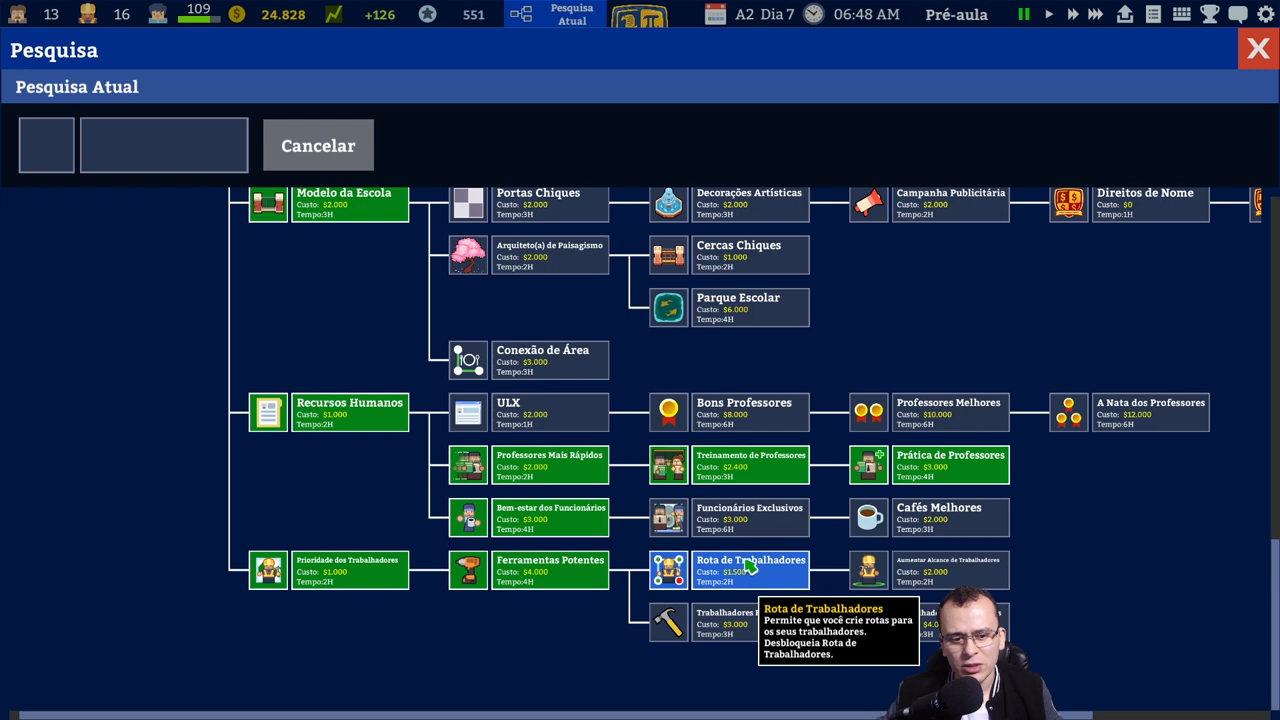 13
16
109
24.828
+126
551
Pesquisa
Atual
A2 Dia 7
06:48 AM
Pré-aula
Pesquisa
X
Pesquisa Atual
Cancelar
Modelo da Escola
Custo: $2.000
Tempo:3H
Portas Chiques
Custo: $2.000
Tempo:3H
Decorações Artísticas
Custo: $2.000
Tempo:3H
Campanha Publicitária
Custo: $2.000
Tempo:2H
Direitos de Nome
Custo: $0
Tempo:1H
Arquiteto(a) de Paisagismo
Custo: $2.000
Tempo:2H
Cercas Chiques
Custo: $1.000
Tempo:2H
Parque Escolar
Custo: $6.000
Tempo:4H
Conexão de Área
Custo: $3.000
Tempo:3H
Recursos Humanos
Custo: $1.000
Tempo:2H
ULX
Custo: $2.000
Tempo:1H
Bons Professores
Custo: $8.000
Tempo:6H
Professores Melhores
Custo: $10.000
Tempo:6H
A Nata dos Professores
Custo: $12.000
Tempo:6H
Professores Mais Rápidos
Custo: $2.000
Tempo:2H
Treinamento de Professores
Custo: $2.400
Tempo:3H
Prática de Professores
Custo: $3.000
Tempo:4H
Bem-estar dos Funcionários
Custo: $3.000
Tempo:4H
Funcionários Exclusivos
Custo: $3.000
Tempo:6H
Cafés Melhores
Custo: $2.000
Tempo:3H
Prioridade dos Trabalhadores
Custo: $1.000
Tempo:2H
Ferramentas Potentes
Custo: $4.000
Tempo:4H
Rota de Trabalhadores
Custo: $1.500
Tempo:2H
Aumentar Alcance de Trabalhadores
Custo: $2.000
Tempo:2H
Custo: $3.000
Tempo:3H
Rota de Trabalhadores
Permite que você crie rotas para
os seus trabalhadores.
Desbloqueia Rota de
Trabalhadores.